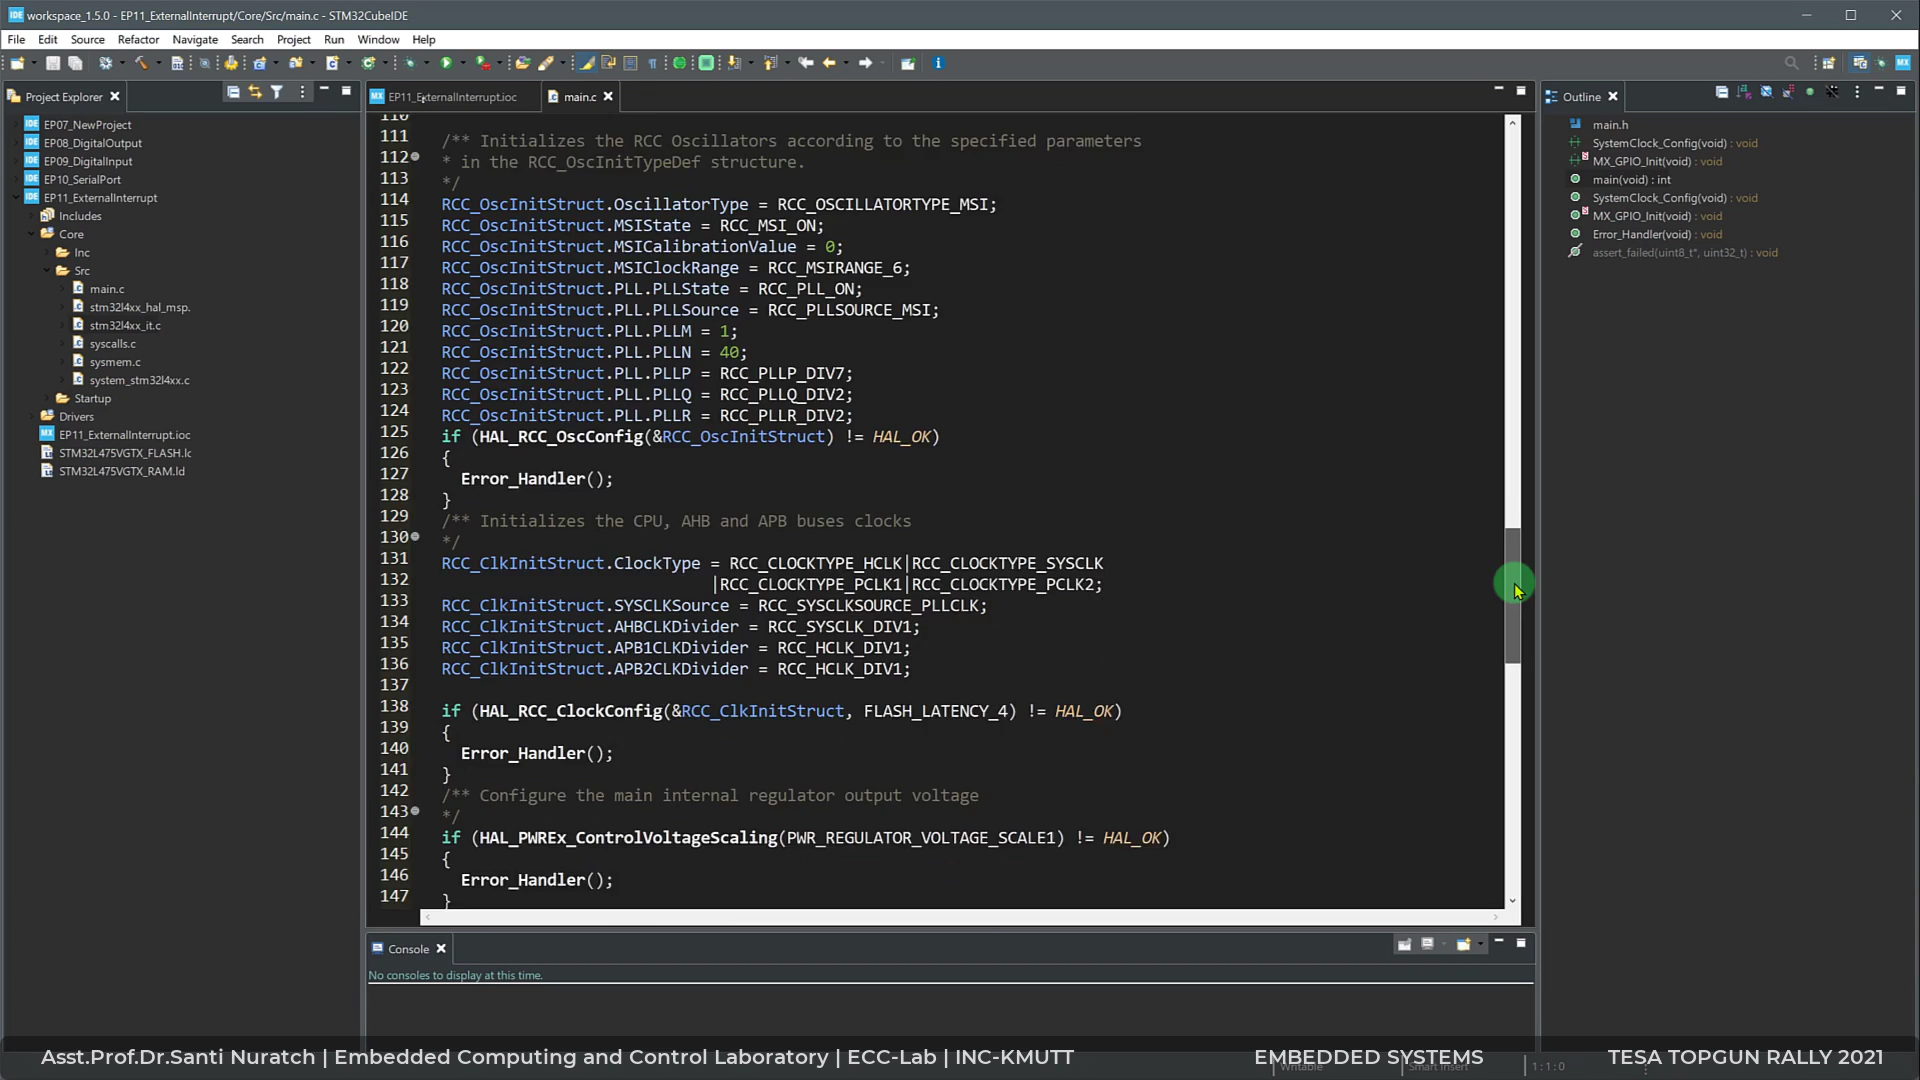 workspace_1.5.0 - EP11_ExternalInterrupt/Core/Src/main.c - STM32CubeIDE
File Edit Source Refactor Navigate Search Project Run Window Help
Project Explorer
EP07_NewProject
EP08_DigitalOutput
EP09_DigitalInput
EP10_SerialPort
EP11_ExternalInterrupt
Includes
Core
Inc
Src
main.c
stm32l4xx_hal_msp.
stm32l4xx_it.c
syscalls.c
sysmem.c
system_stm32l4xx.c
Startup
Drivers
EP11_ExternalInterrupt.ioc
STM32L475VGTX_FLASH.lc
STM32L475VGTX_RAM.ld
EP11_ExternalInterrupt.ioc
main.c
110
111 /** Initializes the RCC Oscillators according to the specified parameters
112 * in the RCC_OscInitTypeDef structure.
113 */
114 RCC_OscInitStruct.OscillatorType = RCC_OSCILLATORTYPE_MSI;
115 RCC_OscInitStruct.MSIState = RCC_MSI_ON;
116 RCC_OscInitStruct.MSICalibrationValue = 0;
117 RCC_OscInitStruct.MSIClockRange = RCC_MSIRANGE_6;
118 RCC_OscInitStruct.PLL.PLLState = RCC_PLL_ON;
119 RCC_OscInitStruct.PLL.PLLSource = RCC_PLLSOURCE_MSI;
120 RCC_OscInitStruct.PLL.PLLM = 1;
121 RCC_OscInitStruct.PLL.PLLN = 40;
122 RCC_OscInitStruct.PLL.PLLP = RCC_PLLP_DIV7;
123 RCC_OscInitStruct.PLL.PLLQ = RCC_PLLQ_DIV2;
124 RCC_OscInitStruct.PLL.PLLR = RCC_PLLR_DIV2;
125 if (HAL_RCC_OscConfig(&RCC_OscInitStruct) != HAL_OK)
126 {
127 Error_Handler();
128 }
129 /** Initializes the CPU, AHB and APB buses clocks
130 */
131 RCC_ClkInitStruct.ClockType = RCC_CLOCKTYPE_HCLK|RCC_CLOCKTYPE_SYSCLK
132 |RCC_CLOCKTYPE_PCLK1|RCC_CLOCKTYPE_PCLK2;
133 RCC_ClkInitStruct.SYSCLKSource = RCC_SYSCLKSOURCE_PLLCLK;
134 RCC_ClkInitStruct.AHBCLKDivider = RCC_SYSCLK_DIV1;
135 RCC_ClkInitStruct.APB1CLKDivider = RCC_HCLK_DIV1;
136 RCC_ClkInitStruct.APB2CLKDivider = RCC_HCLK_DIV1;
137
138 if (HAL_RCC_ClockConfig(&RCC_ClkInitStruct, FLASH_LATENCY_4) != HAL_OK)
139 {
140 Error_Handler();
141 }
142 /** Configure the main internal regulator output voltage
143 */
144 if (HAL_PWREx_ControlVoltageScaling(PWR_REGULATOR_VOLTAGE_SCALE1) != HAL_OK)
145 {
146 Error_Handler();
147 }
Console
No consoles to display at this time.
Outline
main.h
SystemClock_Config(void) : void
MX_GPIO_Init(void) : void
main(void) : int
SystemClock_Config(void) : void
MX_GPIO_Init(void) : void
Error_Handler(void) : void
assert_failed(uint8_t*, uint32_t) : void
Writable Smart Insert 1:1:0
Asst.Prof.Dr.Santi Nuratch | Embedded Computing and Control Laboratory | ECC-Lab | INC-KMUTT EMBEDDED SYSTEMS TESA TOPGUN RALLY 2021